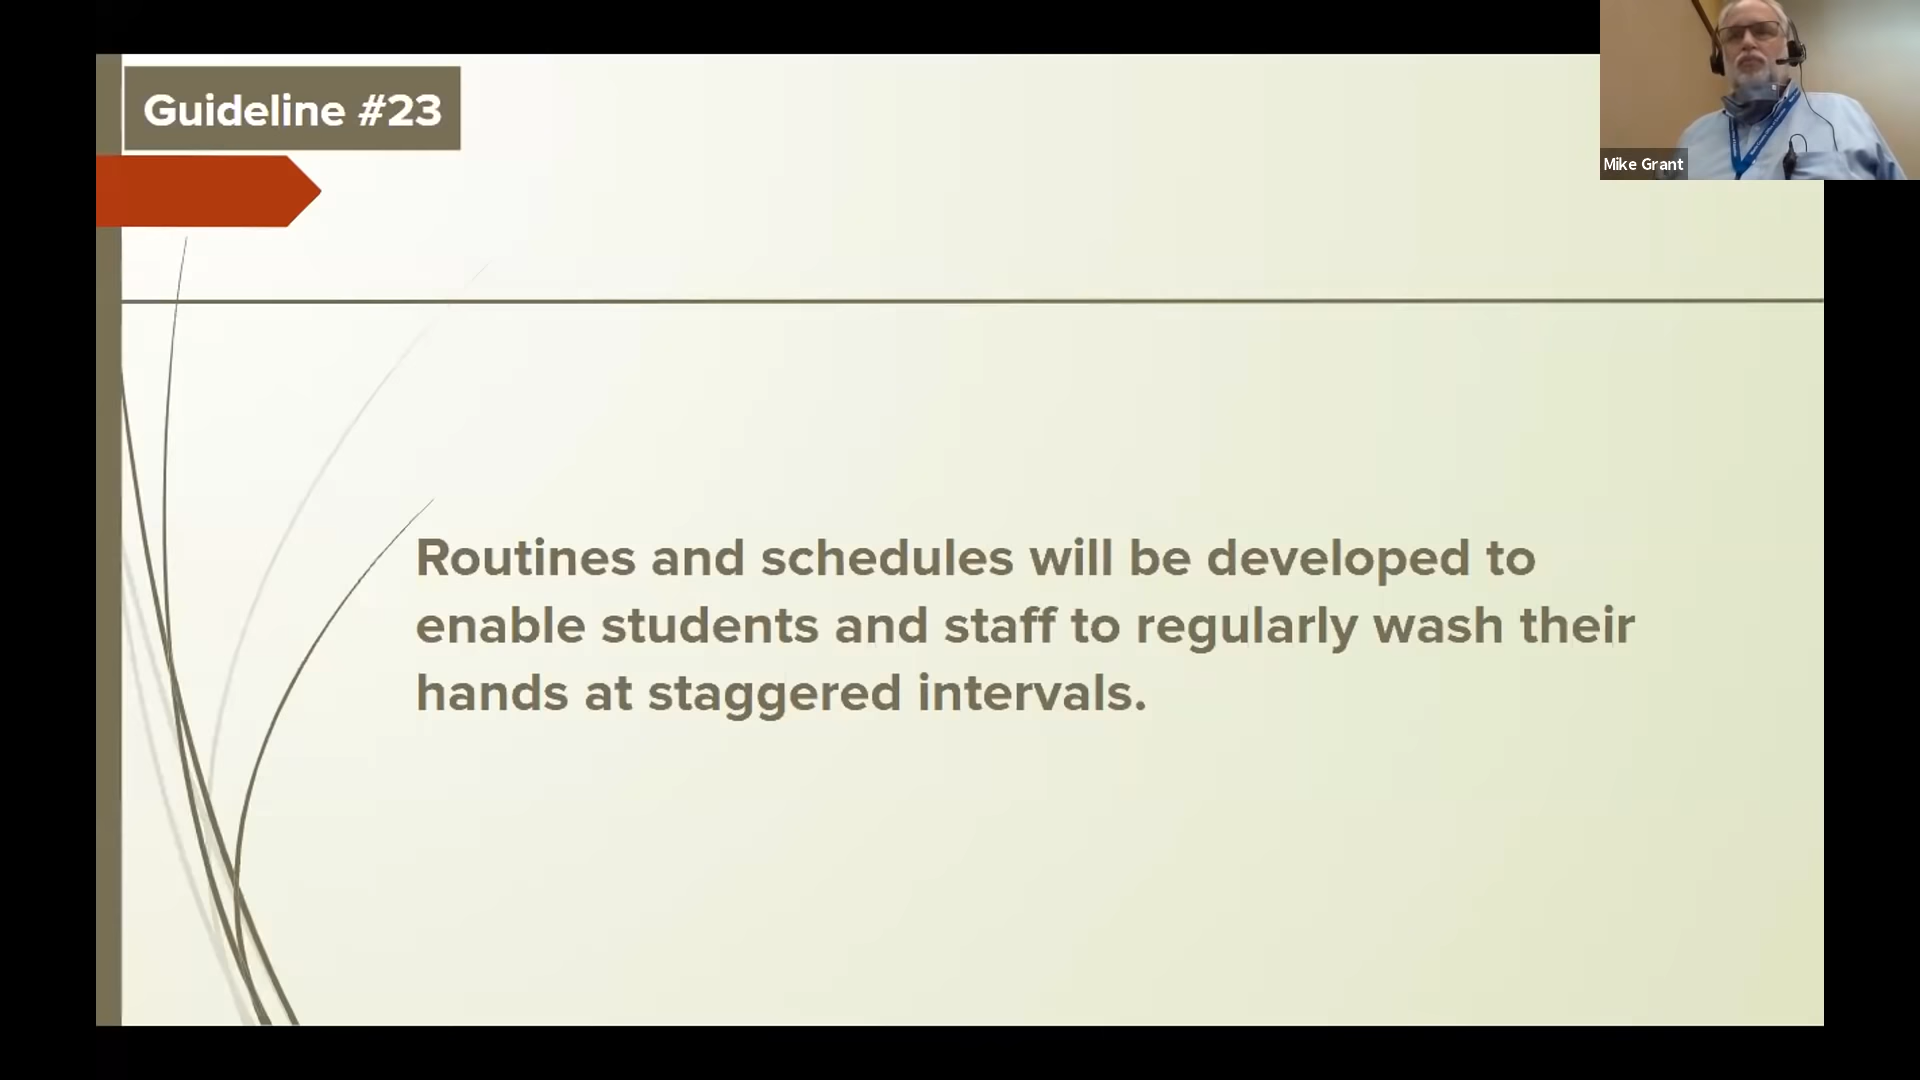 Guideline #23
Mike Grant
Routines and schedules will be developed to
enable students and staff to regularly wash their
hands at staggered intervals.